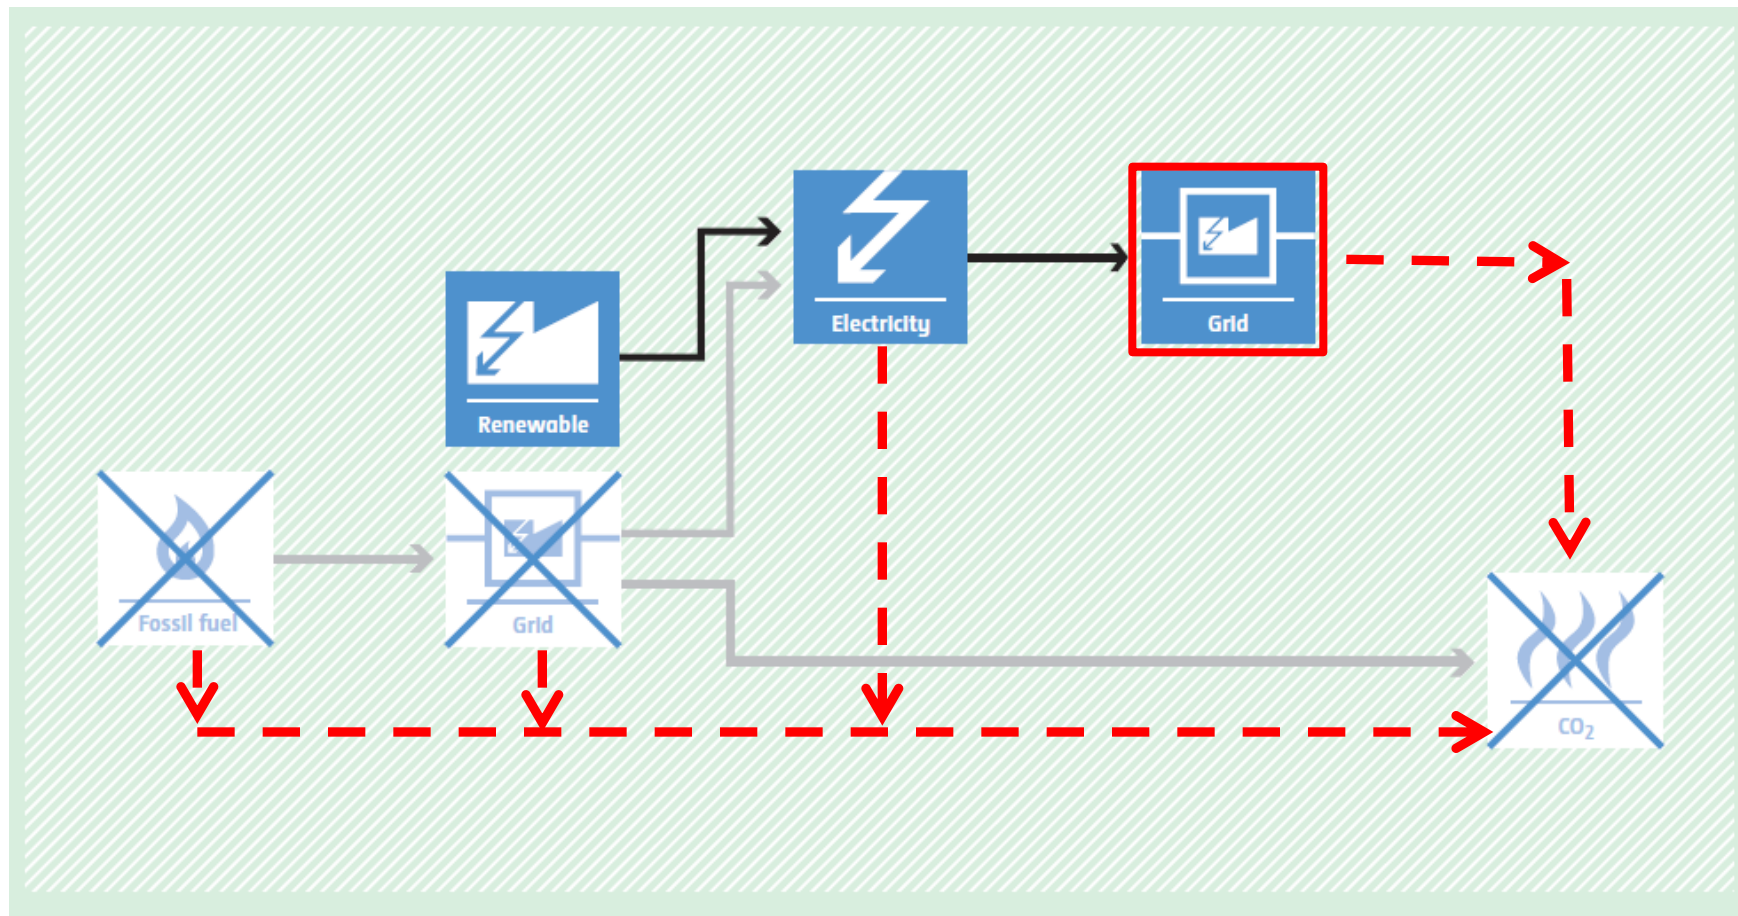 Electricity
Grid
Renewable
Fossil fuel
Grid
CO₂